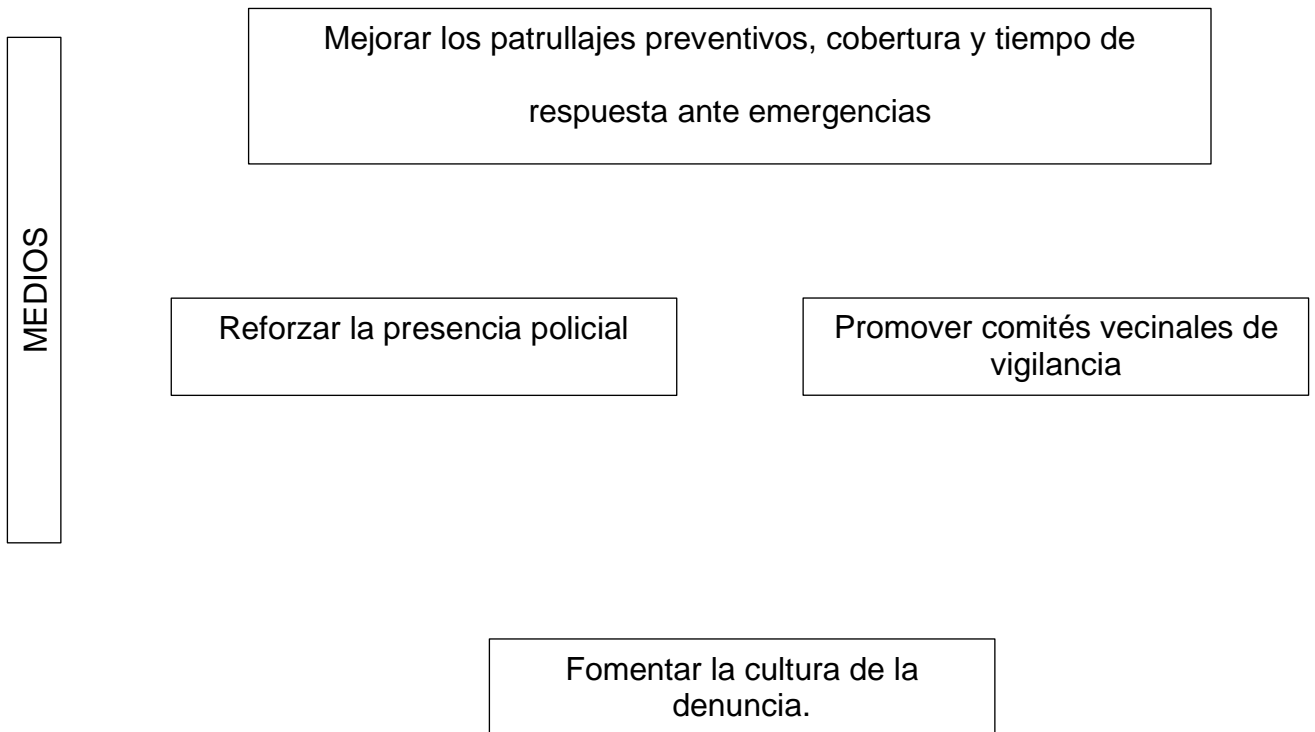 Mejorar los patrullajes preventivos, cobertura y tiempo de
respuesta ante emergencias
MEDIOS
Reforzar la presencia policial
Promover comités vecinales de
vigilancia
Fomentar la cultura de la
denuncia.